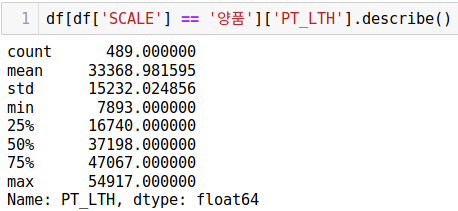 1 df[df['SCALE'] == '양품']['PT_LTH'].describe()
count 489.000000
mean 33368.981595
std 15232.024856
min 7893.000000
25% 16740.000000
50% 37198.000000
75% 47067.000000
max 54917.000000
Name: PT_LTH, dtype: float64